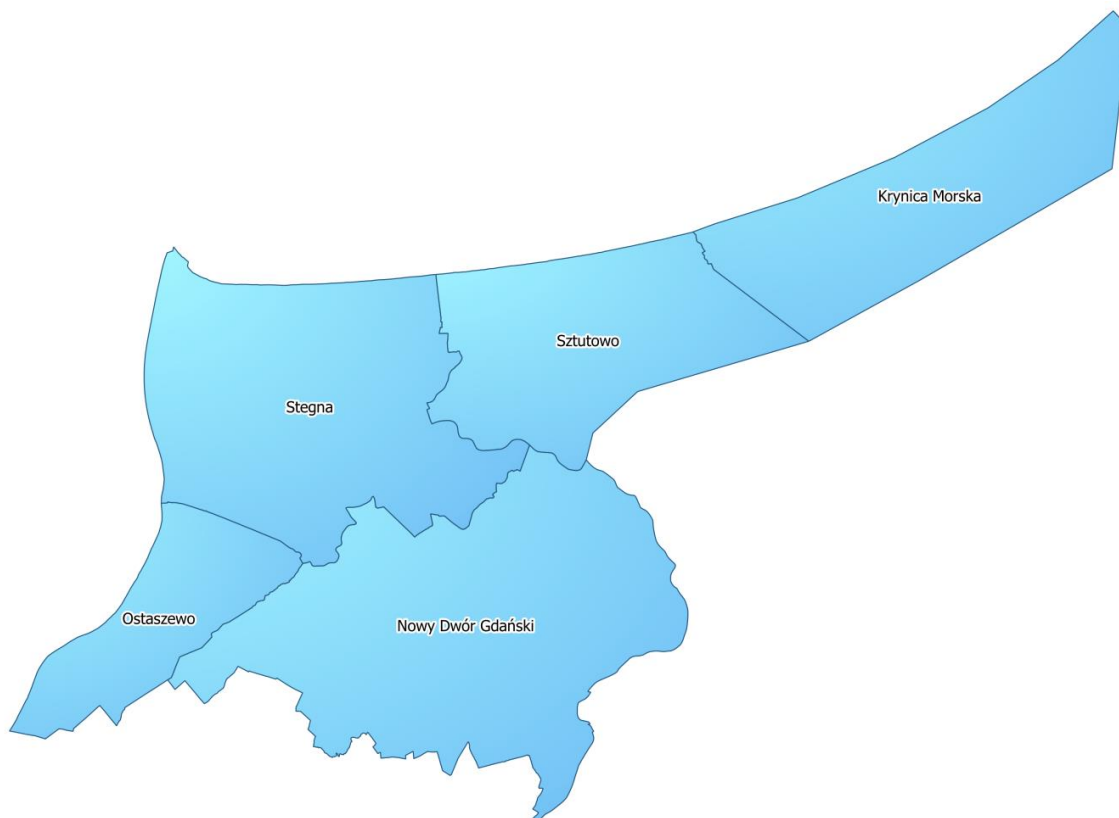 Krynica Morska
Sztutowo
Stegna
Ostaszewo
Nowy Dwór Gdański